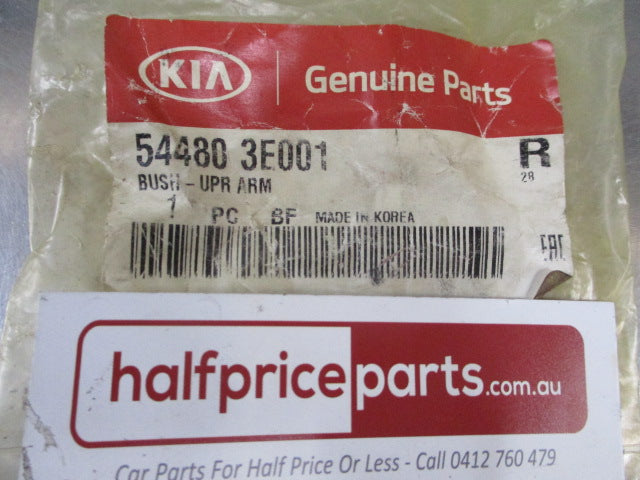 KIA Genuine Parts
54480 3E001 R
BUSH - UPR ARM 28
1 PC BF MADE IN KOREA
EAC
halfpriceparts.com.au
Car Parts For Half Price Or Less - Call 0412 760 479